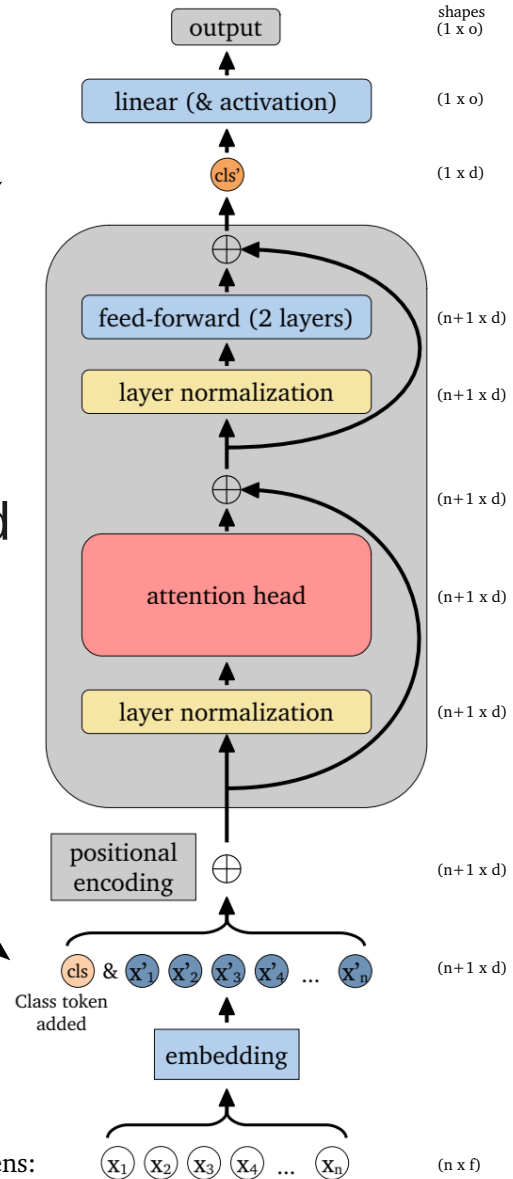 shapes
output
(1 x o)
linear (& activation)
(1 x o)
cls'
(1 x d)
feed-forward (2 layers)
(n+1 x d)
layer normalization
(n+1 x d)
(n+1 x d)
d
attention head
(n+1 x d)
layer normalization
(n+1 x d)
positional
encoding
(n+1 x d)
cls & x'1 x'2 x'3 x'4 ... x'n
(n+1 x d)
Class token
added
embedding
ens:
x1 x2 x3 x4 ... xn
(n x f)